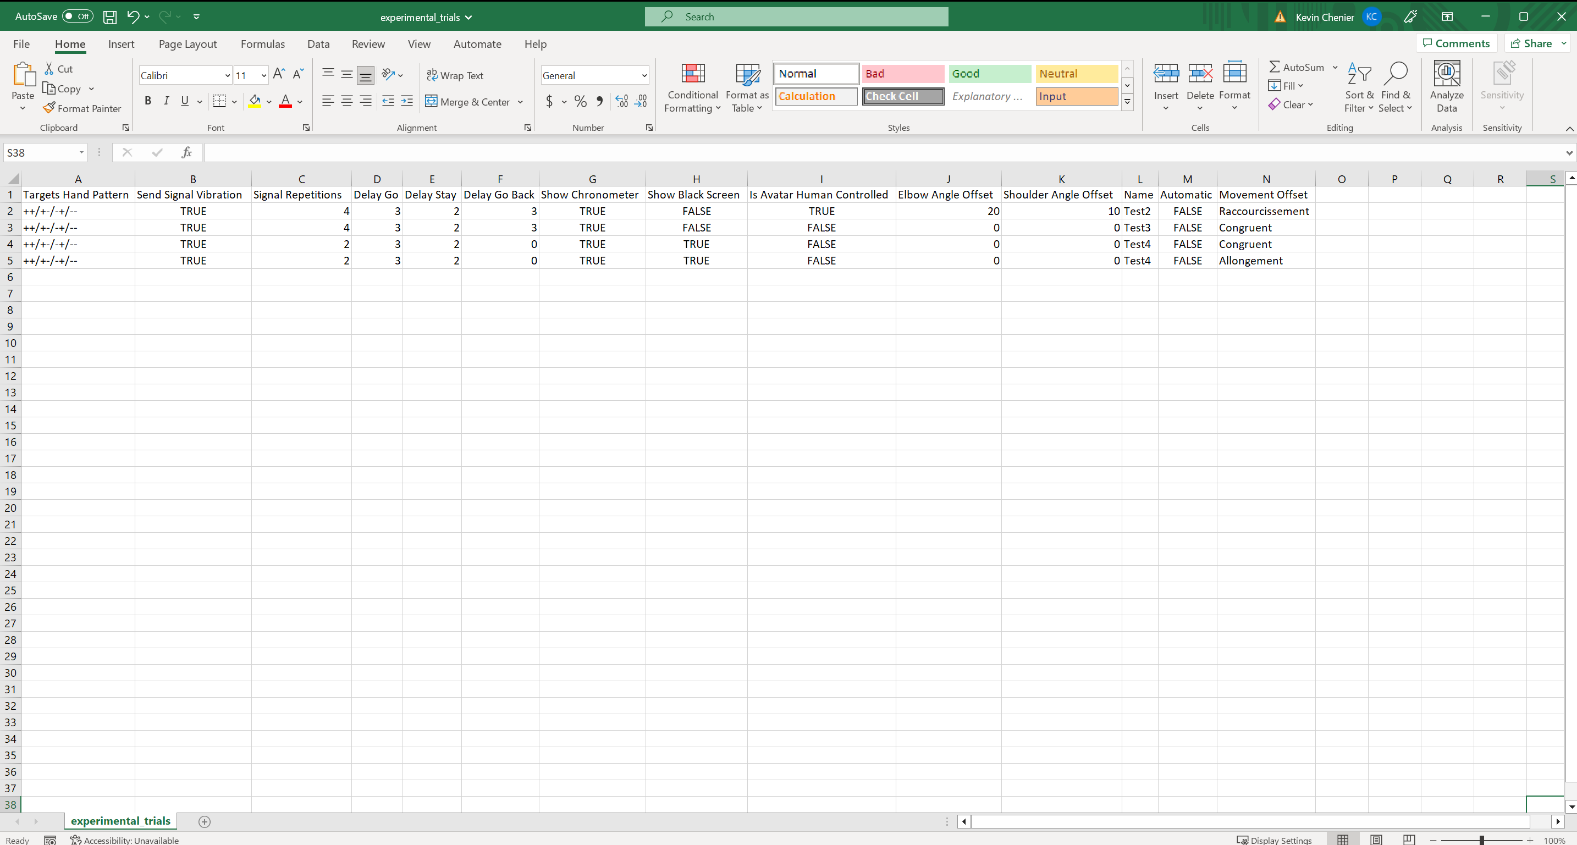 AutoSave Off experimental_trials Search Kevin Chenier KC
File Home Insert Page Layout Formulas Data Review View Automate Help Comments Share
Paste Cut Copy Format Painter Clipboard
Calibri 11 A A B I U A Font
ab Wrap Text Merge & Center Alignment
General $ % 9 Number
Conditional Formatting Format as Table
Normal Bad Good Neutral
Calculation Check Cell Explanatory ... Input
Styles
Insert Delete Format Cells
AutoSum Fill Clear Sort & Filter Find & Select Editing
Analyze Data Analysis
Sensitivity Sensitivity
S38 fx
A B C D E F G H I J K L M N O P Q R S
1 Targets Hand Pattern Send Signal Vibration Signal Repetitions Delay Go Delay Stay Delay Go Back Show Chronometer Show Black Screen Is Avatar Human Controlled Elbow Angle Offset Shoulder Angle Offset Name Automatic Movement Offset
2 ++/+-/-+/-- TRUE 4 3 2 3 TRUE FALSE TRUE 20 10 Test2 FALSE Raccourcissement
3 ++/+-/-+/-- TRUE 4 3 2 3 TRUE FALSE FALSE 0 0 Test3 FALSE Congruent
4 ++/+-/-+/-- TRUE 2 3 2 0 TRUE TRUE FALSE 0 0 Test4 FALSE Congruent
5 ++/+-/-+/-- TRUE 2 3 2 0 TRUE TRUE FALSE 0 0 Test4 FALSE Allongement
6
7
8
9
10
11
12
13
14
15
16
17
18
19
20
21
22
23
24
25
26
27
28
29
30
31
32
33
34
35
36
37
38
experimental_trials
Ready Accessibility: Unavailable Display Settings 100%